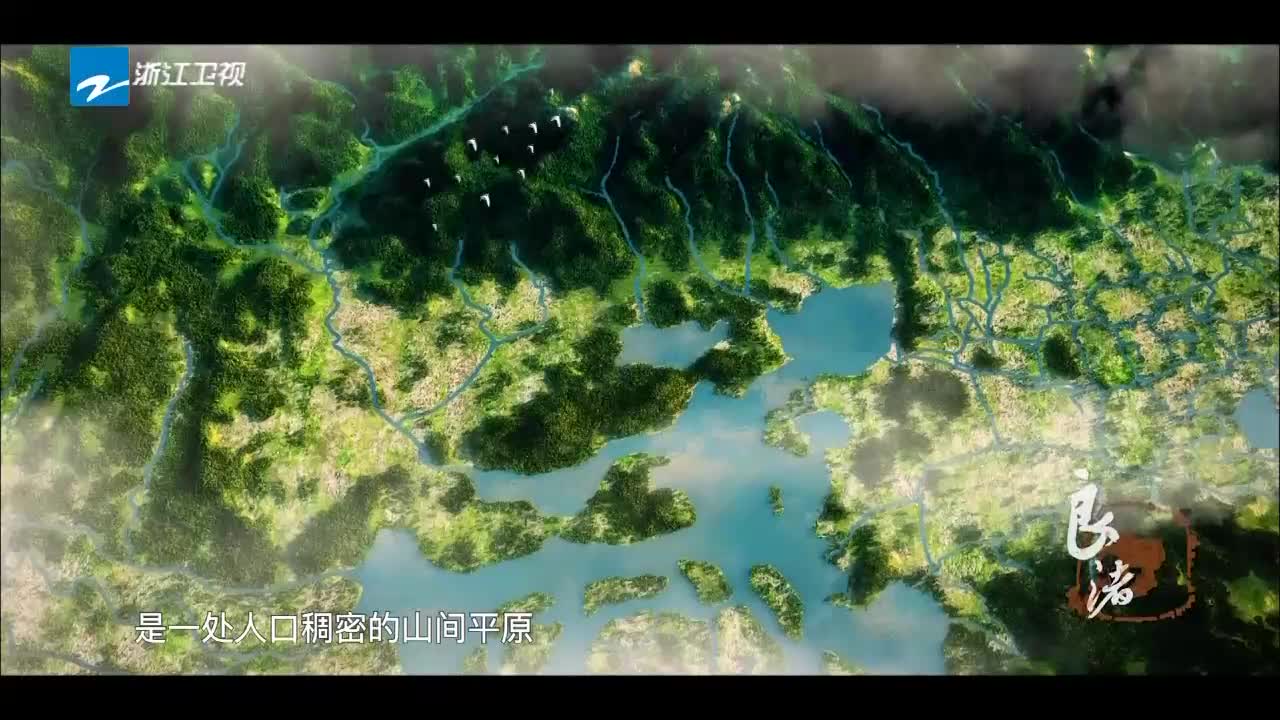 浙江卫视
良渚
是一处人口稠密的山间平原